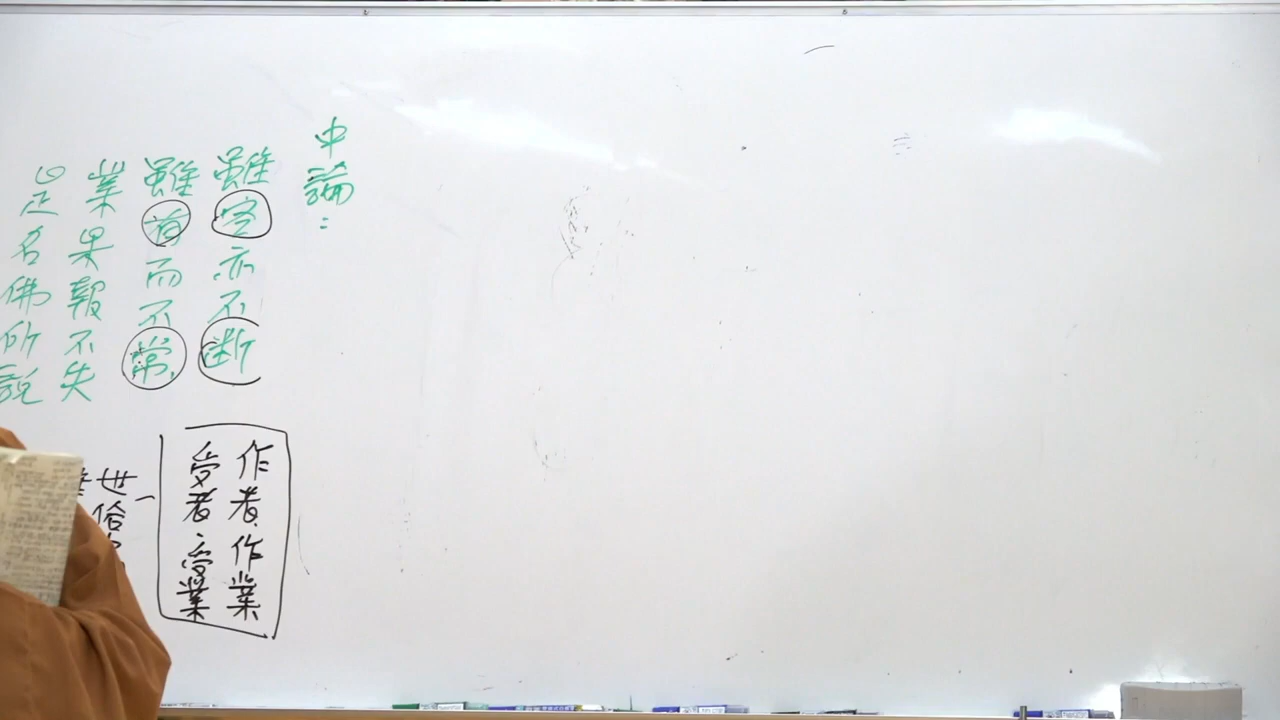 中論：
雖空亦不斷
雖有而不常
業果報不失
是名佛所說
作者、作業
受者、受業
世俗